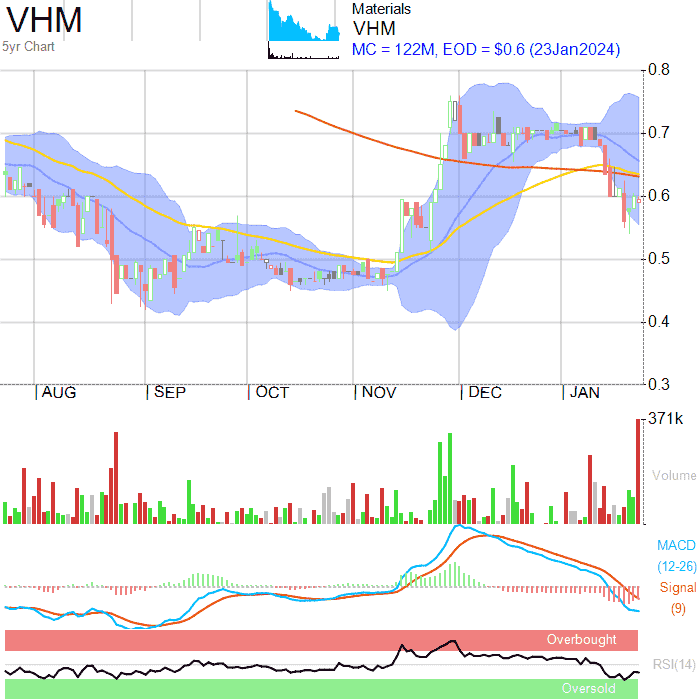 VHM
5yr Chart
Materials
VHM
MC = 122M, EOD = $0.6 (23Jan2024)
0.8
0.7
0.6
0.5
0.4
0.3
AUG SEP OCT NOV DEC JAN
371k
Volume
MACD
(12-26)
Signal
(9)
Overbought
RSI(14)
Oversold